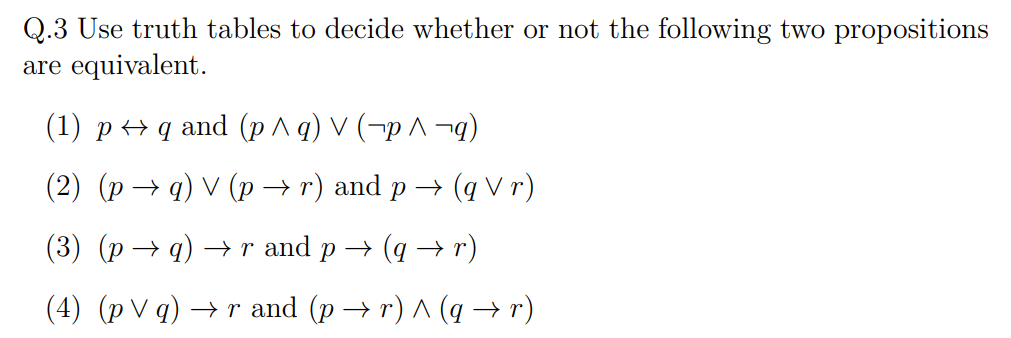 Q.3 Use truth tables to decide whether or not the following two propositions
are equivalent.
(1) p ↔ q and (p ∧ q) ∨ (¬p ∧ ¬q)
(2) (p → q) ∨ (p → r) and p → (q ∨ r)
(3) (p → q) → r and p → (q → r)
(4) (p ∨ q) → r and (p → r) ∧ (q → r)